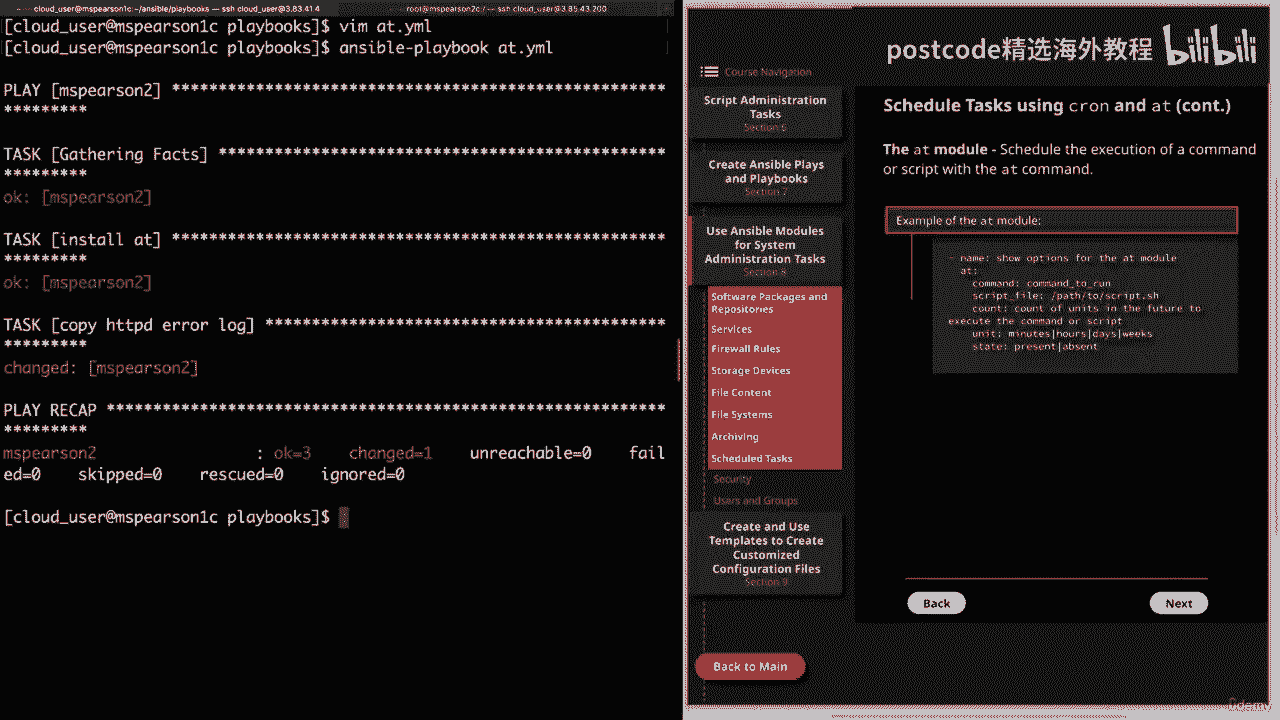 cloud_user@mspearson1c:~/ansible/playbooks — ssh cloud_user@3.83.41.4
root@mspearson2c:/ — ssh cloud_user@3.85.43.200
[cloud_user@mspearson1c playbooks]$ vim at.yml
[cloud_user@mspearson1c playbooks]$ ansible-playbook at.yml
PLAY [mspearson2] ***********************************************
*********
TASK [Gathering Facts] ******************************************
*********
ok: [mspearson2]
TASK [install at] ***********************************************
*********
ok: [mspearson2]
TASK [copy httpd error log] *************************************
*********
changed: [mspearson2]
PLAY RECAP ******************************************************
*********
mspearson2 : ok=3 changed=1 unreachable=0 fail
ed=0 skipped=0 rescued=0 ignored=0
[cloud_user@mspearson1c playbooks]$
postcode精选海外教程 bilibili
Course Navigation
Script Administration
Tasks
Section 6
Create Ansible Plays
and Playbooks
Section 7
Use Ansible Modules
for System
Administration Tasks
Section 8
Software Packages and
Repositories
Services
Firewall Rules
Storage Devices
File Content
File Systems
Archiving
Scheduled Tasks
Security
Users and Groups
Create and Use
Templates to Create
Customized
Configuration Files
Section 9
Back to Main
Schedule Tasks using cron and at (cont.)
The at module - Schedule the execution of a command
or script with the at command.
Example of the at module:
name: show options for the at module
at:
command: command_to_run
script_file: /path/to/script.sh
count: count of units in the future to
execute the command or script
unit: minutes|hours|days|weeks
state: present|absent
Back
Next
ûdemy